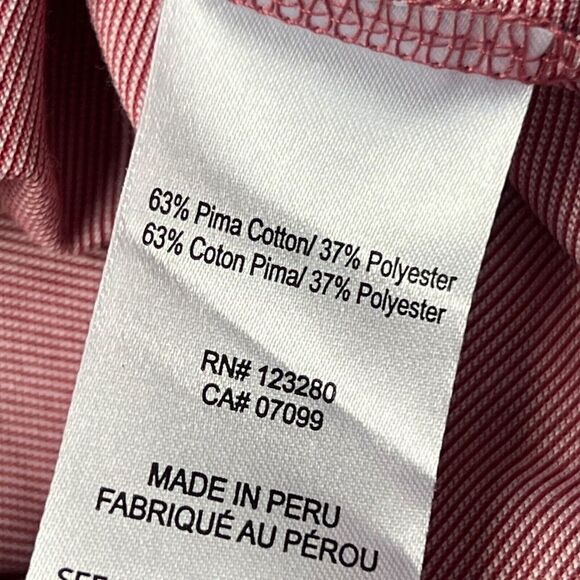 63% Pima Cotton/ 37% Polyester
63% Coton Pima/ 37% Polyester
RN# 123280
CA# 07099
MADE IN PERU
FABRIQUÉ AU PÉROU
SEE